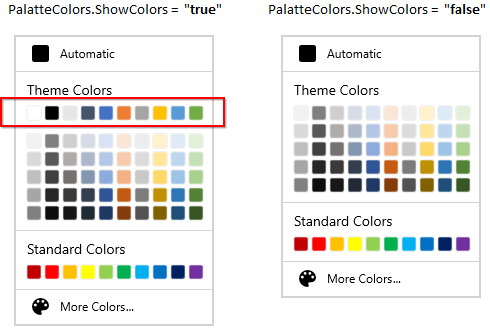 PalatteColors.ShowColors = "true"
Automatic
Theme Colors
Standard Colors
More Colors...
PalatteColors.ShowColors = "false"
Automatic
Theme Colors
Standard Colors
More Colors...